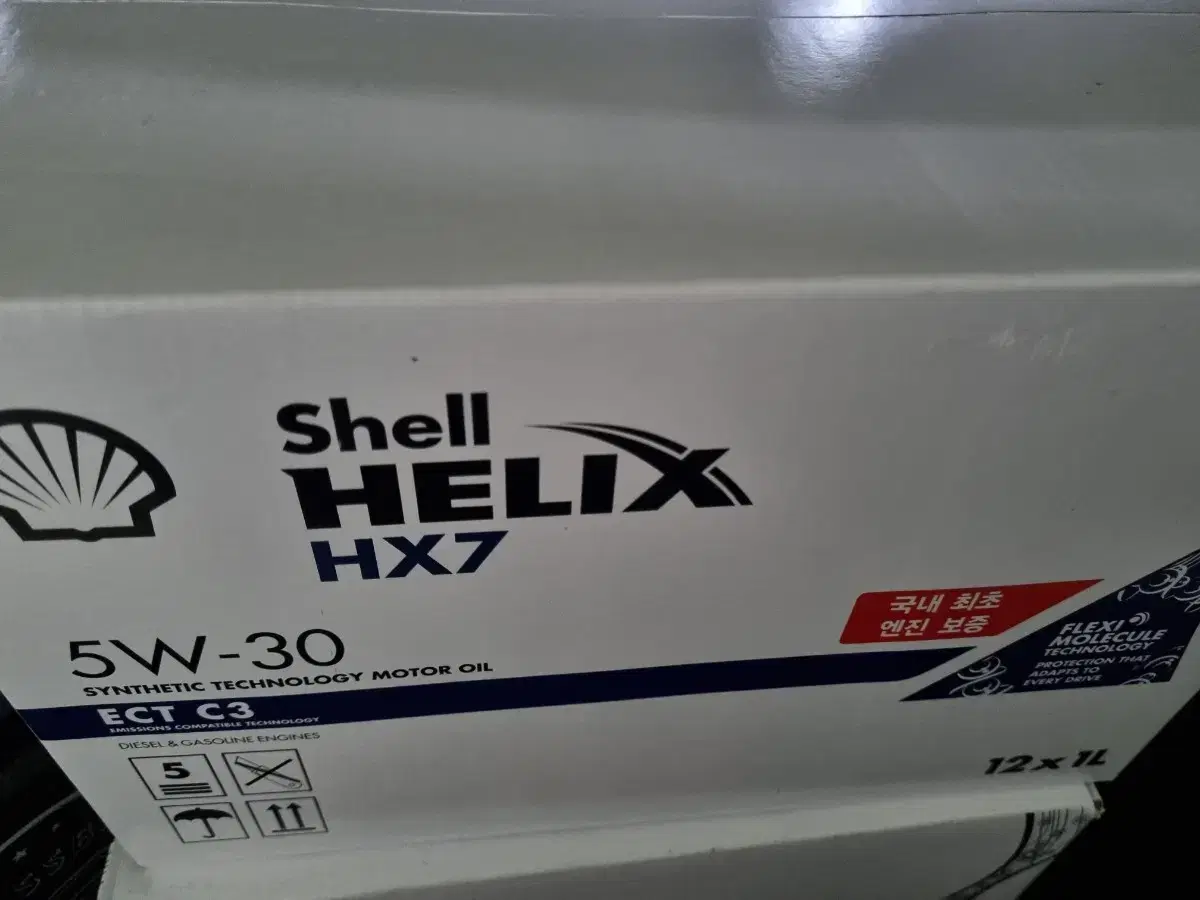 Shell
HELIX
HX7
국내 최초
엔진 보증
FLEXI
MOLECULE
TECHNOLOGY
PROTECTION THAT
ADAPTS TO
EVERY DRIVE
5W-30
SYNTHETIC TECHNOLOGY MOTOR OIL
ECT C3
EMISSIONS COMPATIBLE TECHNOLOGY
DIESEL & GASOLINE ENGINES
5
12 x 1L